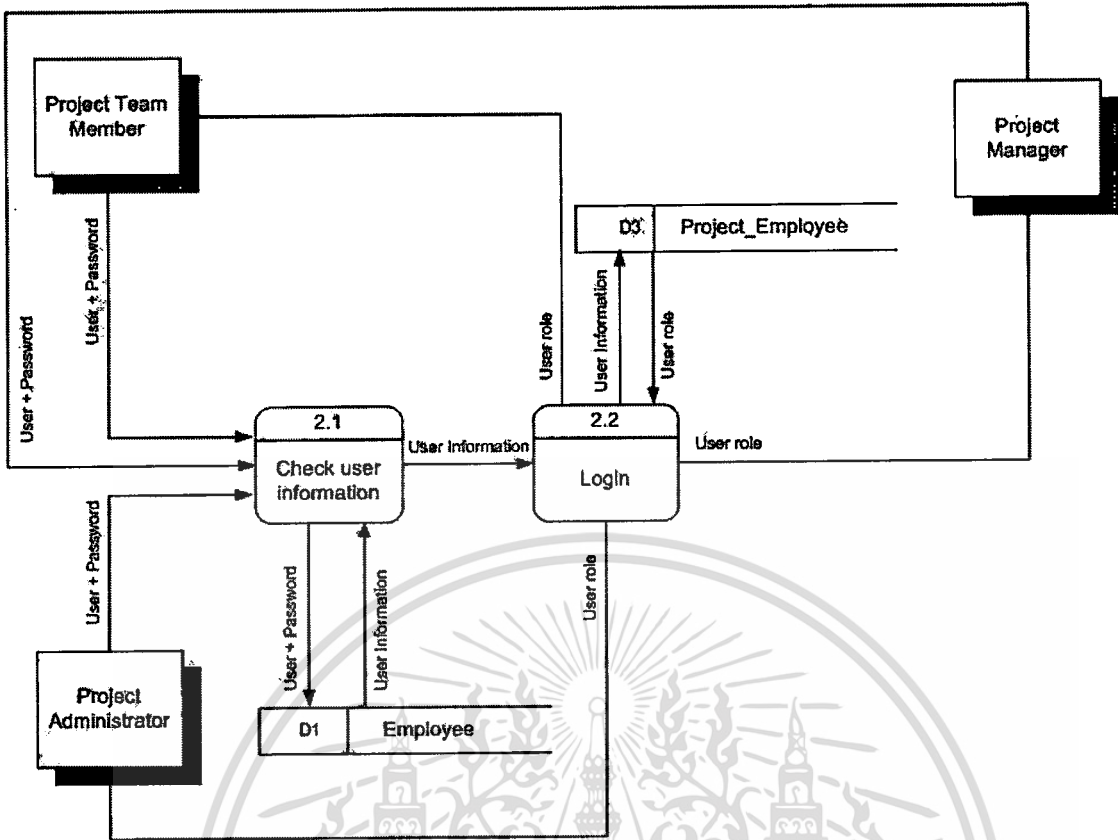 Project Team
Member
Project
Manager
D3
Project_Employee
User + Password
User + Password
User role
User Information
User role
2.1
Check user
information
User Information
2.2
Login
User role
User + Password
User + Password
User Information
User role
Project
Administrator
D1
Employee